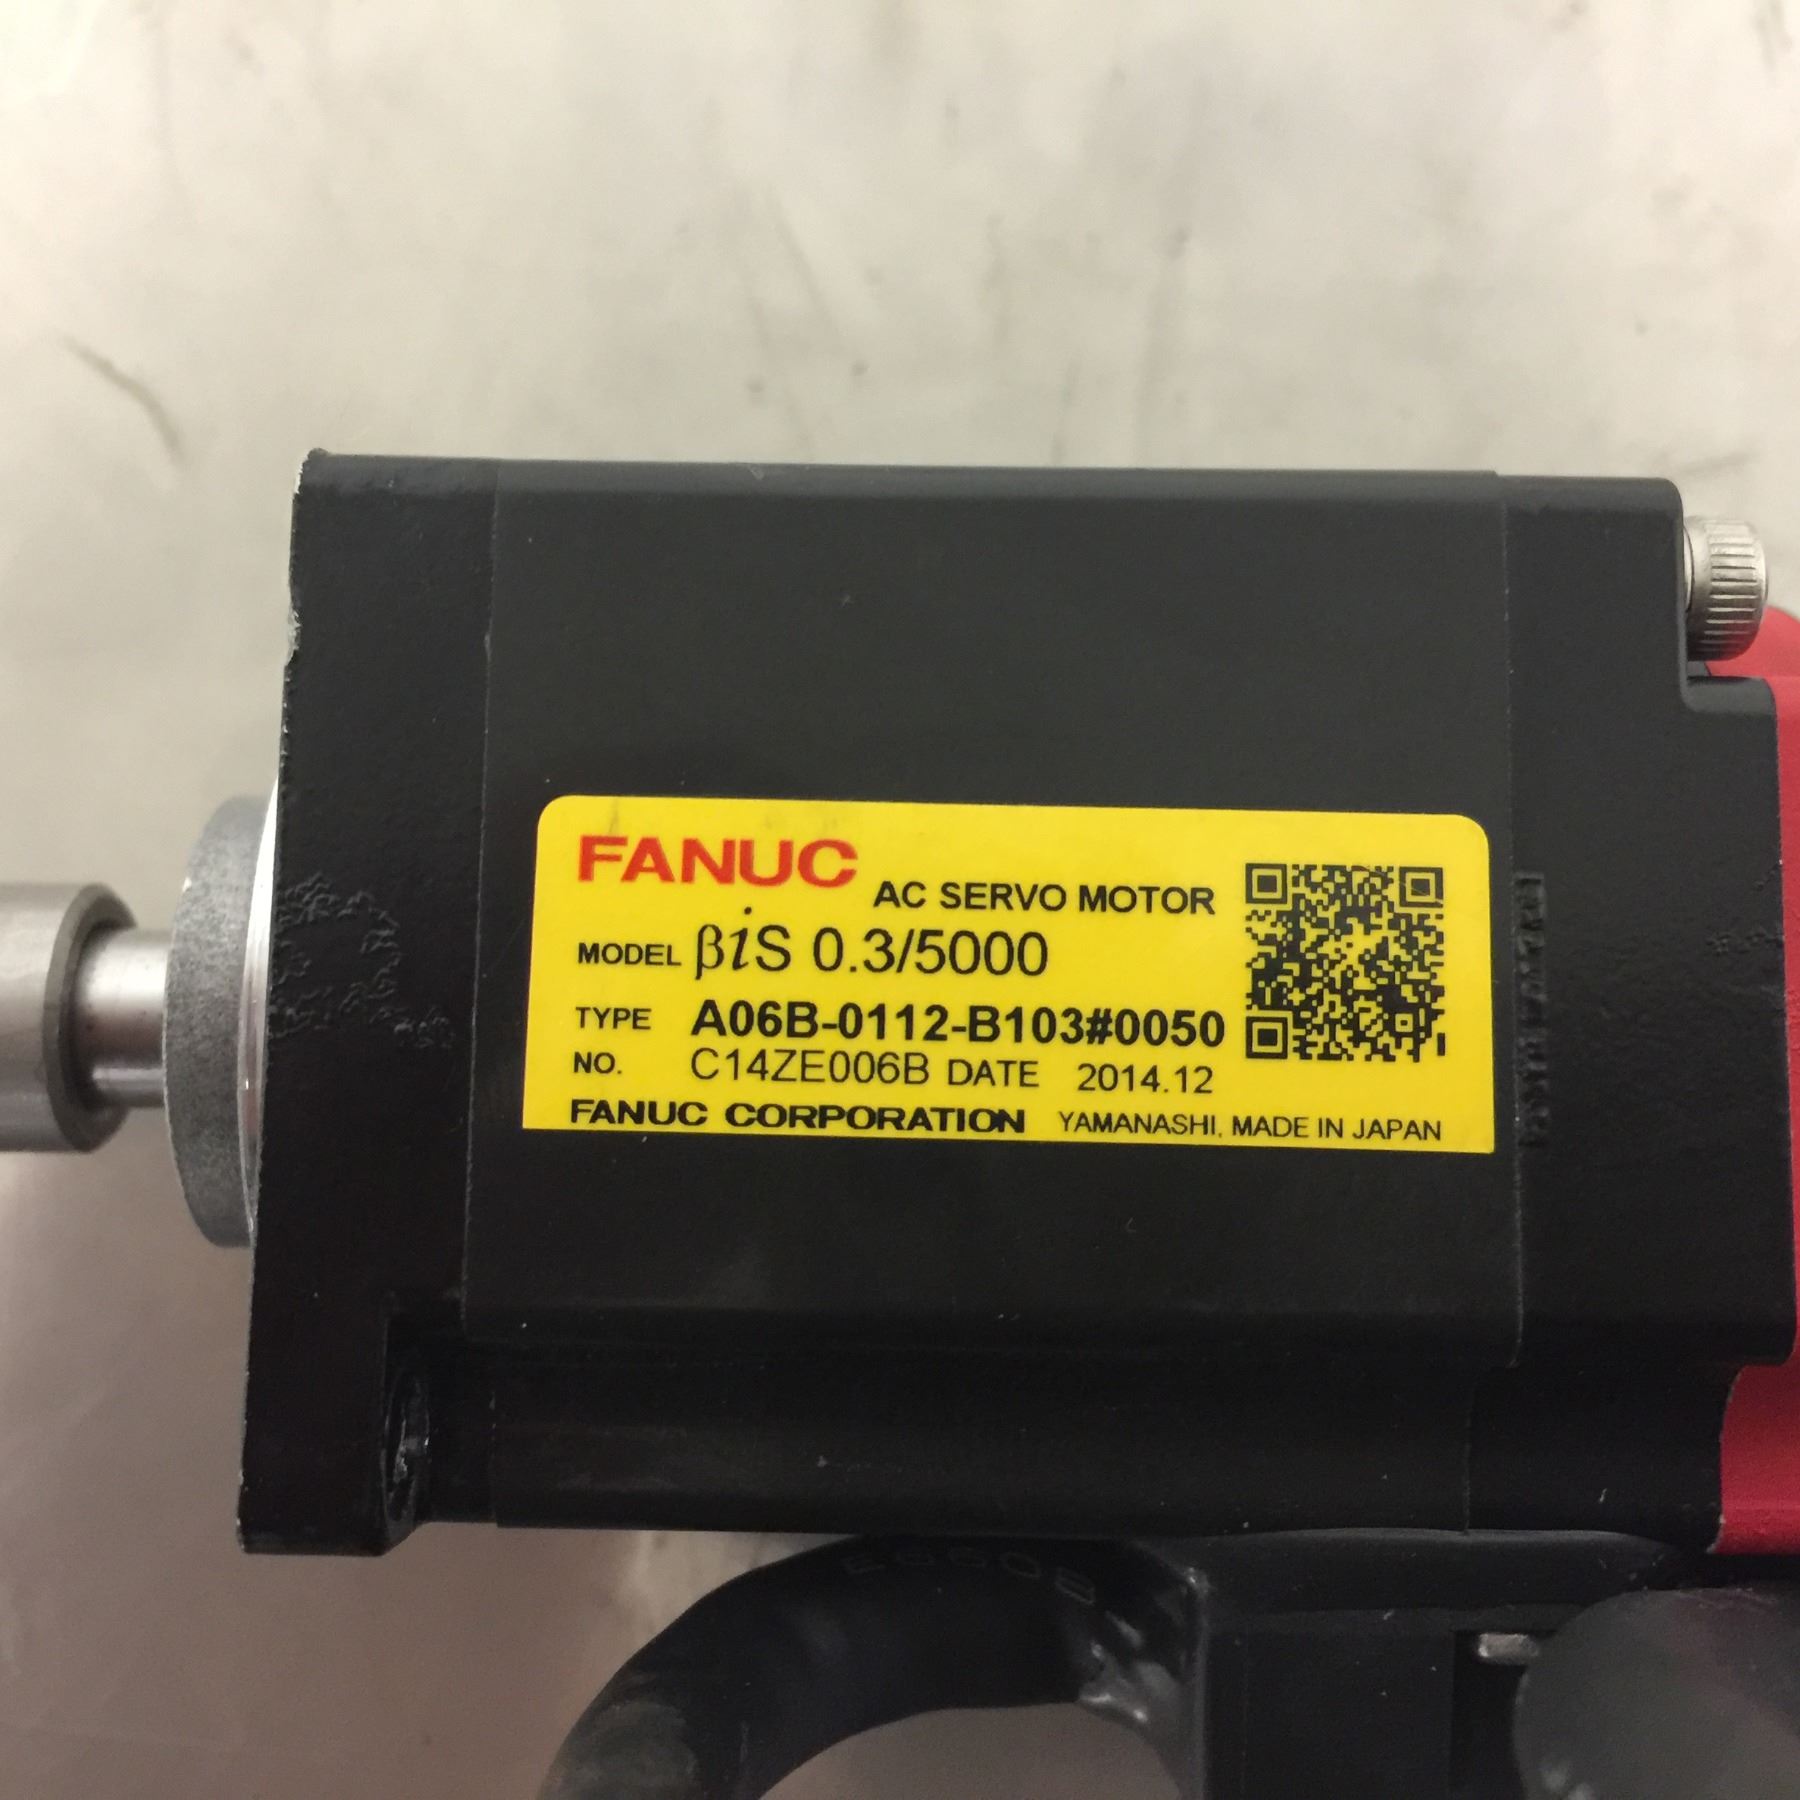 FANUC
AC SERVO MOTOR
MODEL βiS 0.3/5000
TYPE A06B-0112-B103#0050
NO. C14ZE006B DATE 2014.12
FANUC CORPORATION YAMANASHI, MADE IN JAPAN